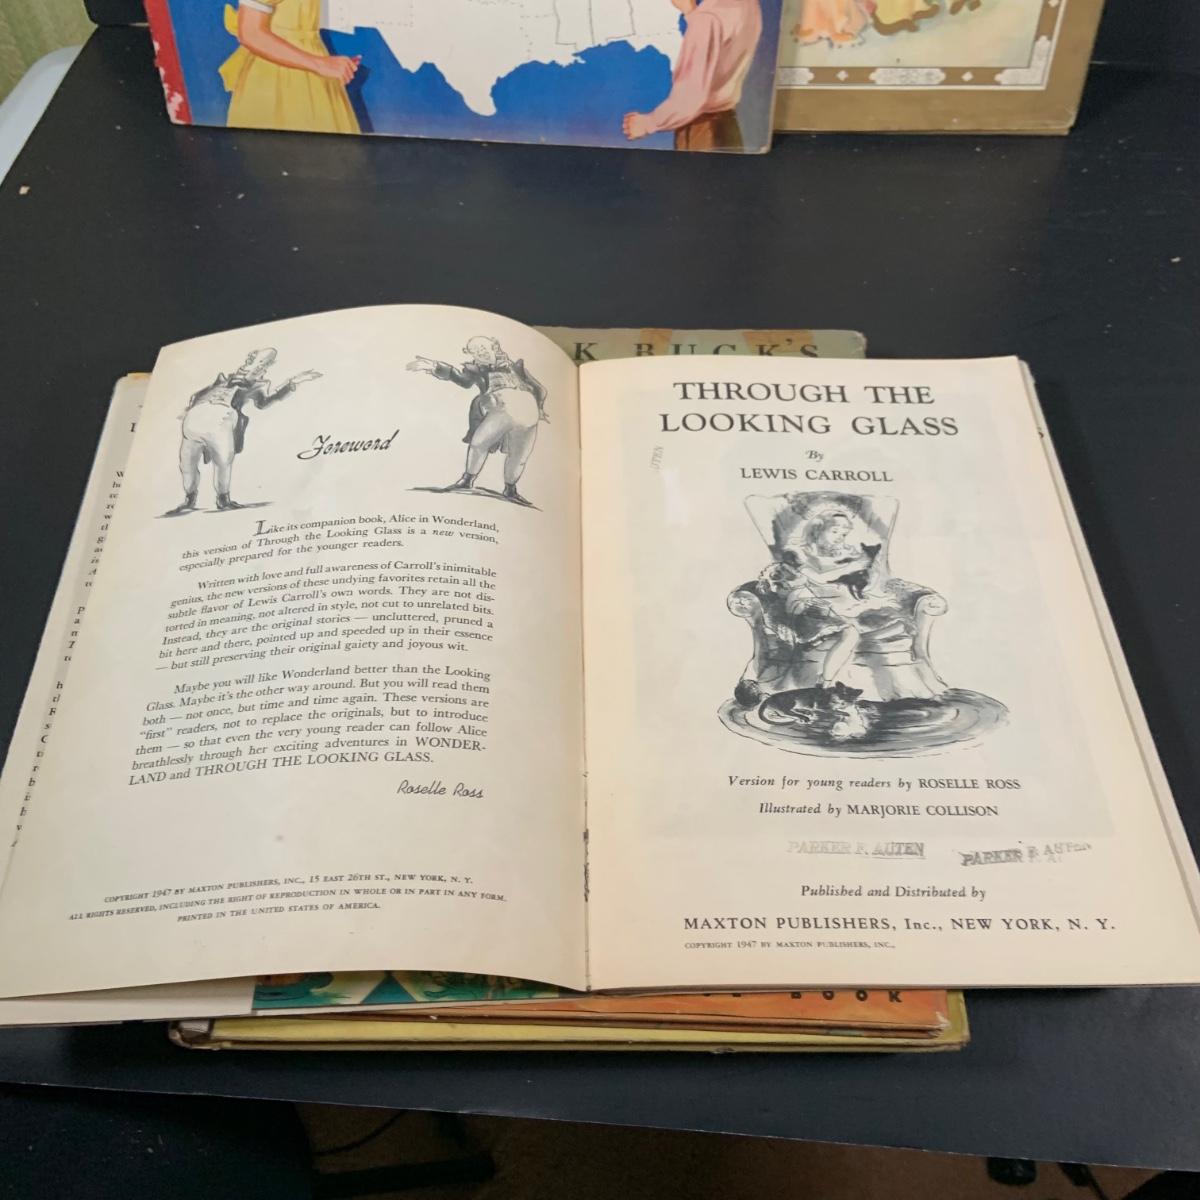 K BUCK'S
Foreword
Like its companion book, Alice in Wonderland,
this version of Through the Looking Glass is a new version,
especially prepared for the younger readers.
Written with love and full awareness of Carroll's inimitable
genius, the new versions of these undying favorites retain all the
subtle flavor of Lewis Carroll's own words. They are not dis-
torted in meaning, not altered in style, not cut to unrelated bits.
Instead, they are the original stories — uncluttered, pruned a
bit here and there, pointed up and speeded up in their essence
— but still preserving their original gaiety and joyous wit.
Maybe you will like Wonderland better than the Looking
Glass. Maybe it's the other way around. But you will read them
both — not once, but time and time again. These versions are
"first" readers, not to replace the originals, but to introduce
them — so that even the very young reader can follow Alice
breathlessly through her exciting adventures in WONDER-
LAND and THROUGH THE LOOKING GLASS.
Roselle Ross
COPYRIGHT 1947 BY MAXTON PUBLISHERS, INC., 15 EAST 26TH ST., NEW YORK, N. Y.
ALL RIGHTS RESERVED, INCLUDING THE RIGHT OF REPRODUCTION IN WHOLE OR IN PART IN ANY FORM.
PRINTED IN THE UNITED STATES OF AMERICA.
THROUGH THE
LOOKING GLASS
By
LEWIS CARROLL
Version for young readers by ROSELLE ROSS
Illustrated by MARJORIE COLLISON
PARKER F. AUTEN
PARKER F. AUTEN
Published and Distributed by
MAXTON PUBLISHERS, Inc., NEW YORK, N. Y.
COPYRIGHT 1947 BY MAXTON PUBLISHERS, INC.,
BOOK